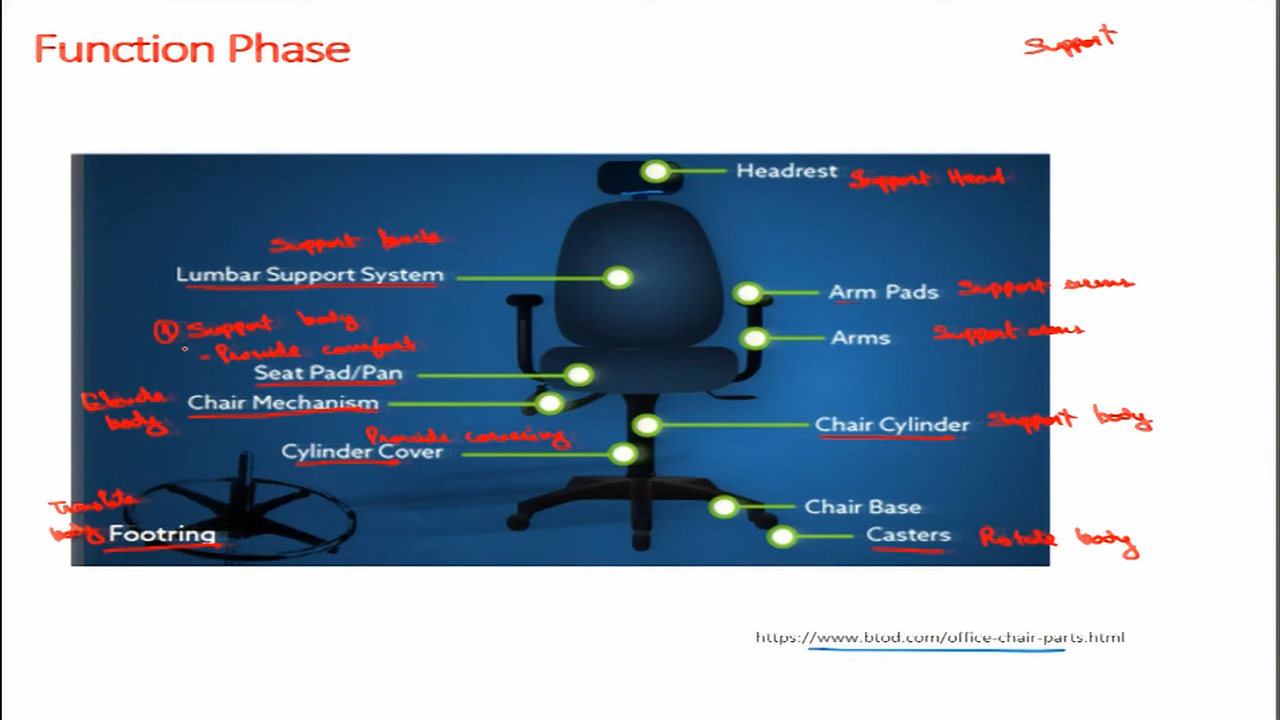 Function Phase
Support
Headrest
Support Head
Support back
Lumbar Support System
Arm Pads
Support arms
Support body
- Provide comfort
Arms
Support arms
Seat Pad/Pan
Elevate body
Chair Mechanism
Chair Cylinder
Support body
Provide covering
Cylinder Cover
Translate body
Footring
Chair Base
Casters
Rotate body
https://www.btod.com/office-chair-parts.html